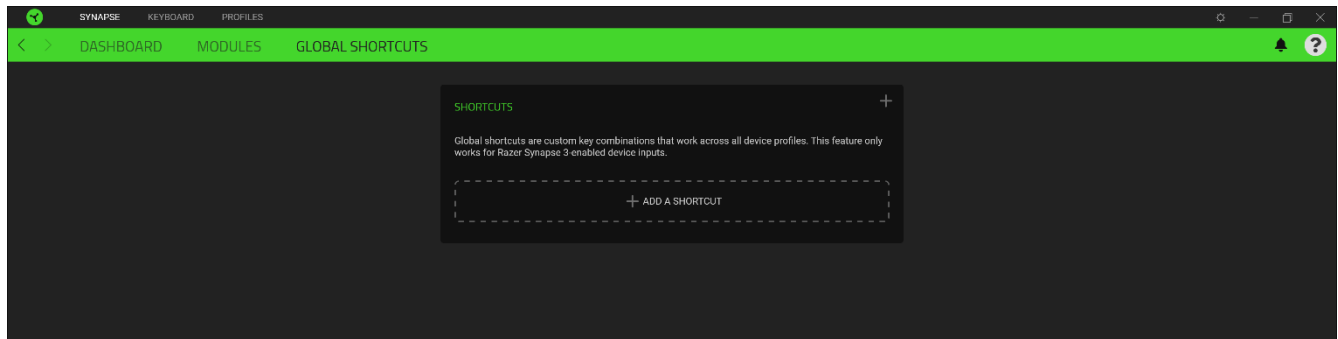 SYNAPSE KEYBOARD PROFILES
DASHBOARD MODULES GLOBAL SHORTCUTS
?
SHORTCUTS
Global shortcuts are custom key combinations that work across all device profiles. This feature only
works for Razer Synapse 3-enabled device inputs.
ADD A SHORTCUT